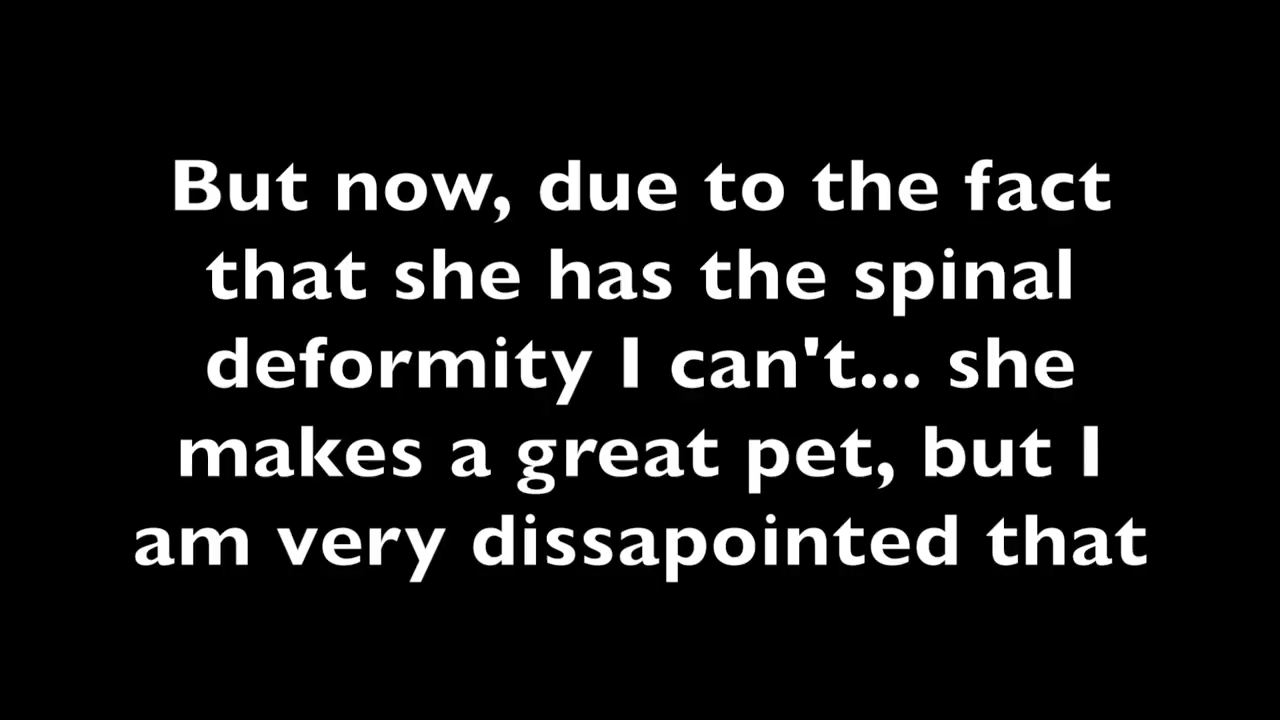 But now, due to the fact
that she has the spinal
deformity I can't... she
makes a great pet, but I
am very dissapointed that